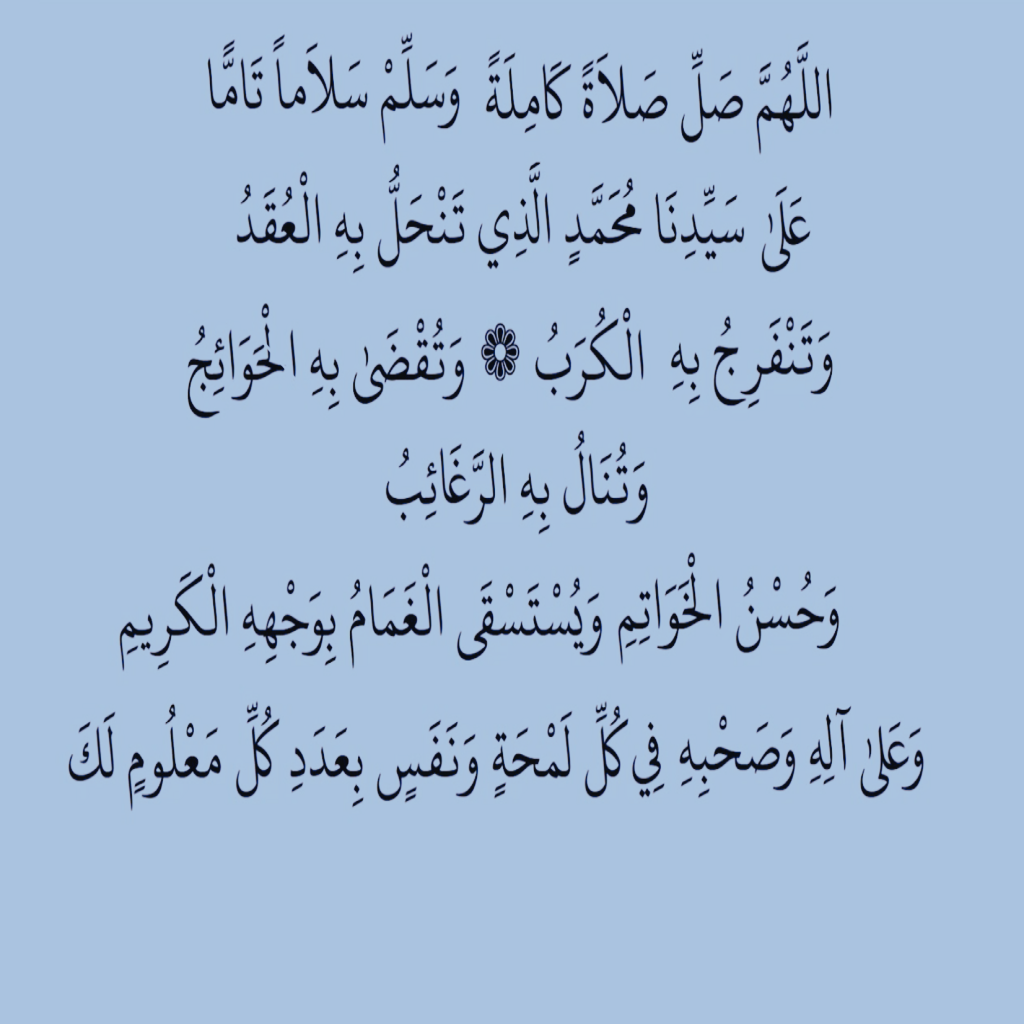 اللَّهُمَّ صَلِّ صَلاَةً كَامِلَةً وَسَلِّمْ سَلاَماً تَامًّا
عَلَىٰ سَيِّدِنَا مُحَمَّدٍ الَّذِي تَنْحَلُّ بِهِ الْعُقَدُ
وَتَنْفَرِجُ بِهِ الْكُرَبُ ❁ وَتُقْضَىٰ بِهِ الْحَوَائِجُ
وَتُنَالُ بِهِ الرَّغَائِبُ
وَحُسْنُ الْخَوَاتِمِ وَيُسْتَسْقَى الْغَمَامُ بِوَجْهِهِ الْكَرِيمِ
وَعَلىٰ آلِهِ وَصَحْبِهِ فِي كُلِّ لَمْحَةٍ وَنَفَسٍ بِعَدَدِ كُلِّ مَعْلُومٍ لَكَ